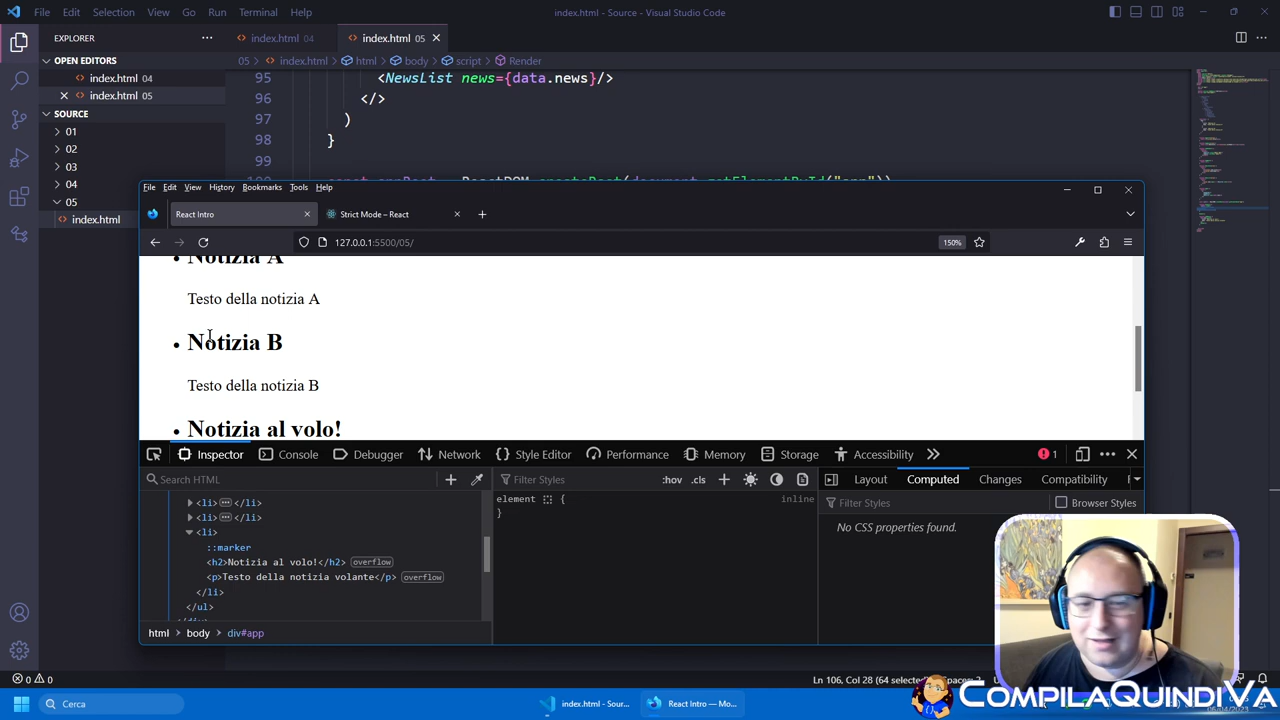 File Edit Selection View Go Run Terminal Help
index.html - Source - Visual Studio Code
EXPLORER
index.html 04
index.html 05
OPEN EDITORS
05 > index.html > html > body > script > Render
index.html 04
95 <NewsList news={data.news}/>
index.html 05
96 </>
SOURCE
97 )
01
98 }
02
99
03
04
05
index.html
File Edit View History Bookmarks Tools Help
React Intro
Strict Mode – React
127.0.0.1:5500/05/
150%
Notizia A
Testo della notizia A
Notizia B
Testo della notizia B
Notizia al volo!
Inspector Console Debugger Network Style Editor Performance Memory Storage Accessibility 1
Search HTML
Filter Styles
:hov .cls
Layout Computed Changes Compatibility
<li> </li>
element {
inline
Filter Styles
Browser Styles
<li> </li>
}
<li>
No CSS properties found.
::marker
<h2>Notizia al volo!</h2> overflow
<p>Testo della notizia volante</p> overflow
</li>
</ul>
html > body > div#app
0 0
Ln 106, Col 28 (64 selected)
Cerca
index.html - Sour...
React Intro — Mo...
COMPILAQUINDIVA